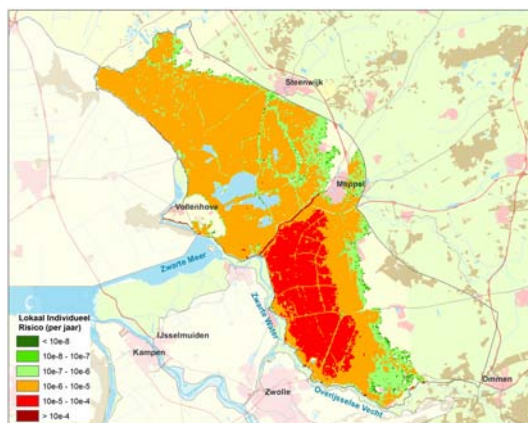 Steenwijk
Meppel
Vollenhove
Zwarte Meer
Zwarte Water
IJsselmuiden
Kampen
Zwolle
Overijsselse Vecht
Ommen
Lokaal Individueel
Risico (per jaar)
< 10e-8
10e-8 - 10e-7
10e-7 - 10e-6
10e-6 - 10e-5
10e-5 - 10e-4
> 10e-4